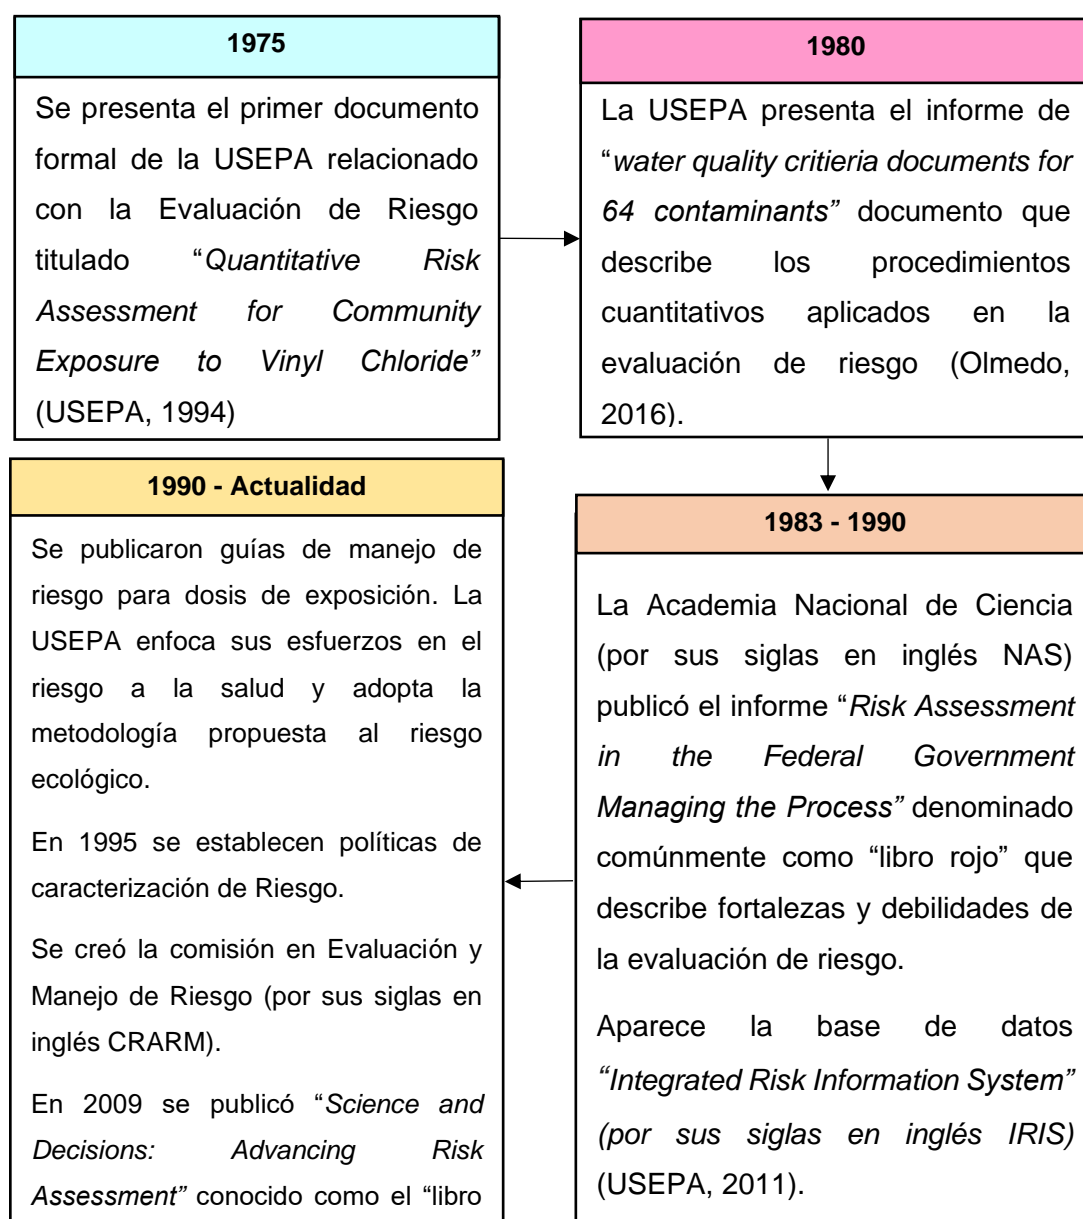 1975
Se presenta el primer documento
formal de la USEPA relacionado
con la Evaluación de Riesgo
titulado “Quantitative Risk
Assessment for Community
Exposure to Vinyl Chloride”
(USEPA, 1994)
1980
La USEPA presenta el informe de
“water quality critieria documents for
64 contaminants” documento que
describe los procedimientos
cuantitativos aplicados en la
evaluación de riesgo (Olmedo,
2016).
1983 - 1990
La Academia Nacional de Ciencia
(por sus siglas en inglés NAS)
publicó el informe “Risk Assessment
in the Federal Government
Managing the Process” denominado
comúnmente como “libro rojo” que
describe fortalezas y debilidades de
la evaluación de riesgo.
Aparece la base de datos
“Integrated Risk Information System”
(por sus siglas en inglés IRIS)
(USEPA, 2011).
1990 - Actualidad
Se publicaron guías de manejo de
riesgo para dosis de exposición. La
USEPA enfoca sus esfuerzos en el
riesgo a la salud y adopta la
metodología propuesta al riesgo
ecológico.
En 1995 se establecen políticas de
caracterización de Riesgo.
Se creó la comisión en Evaluación y
Manejo de Riesgo (por sus siglas en
inglés CRARM).
En 2009 se publicó “Science and
Decisions: Advancing Risk
Assessment” conocido como el “libro